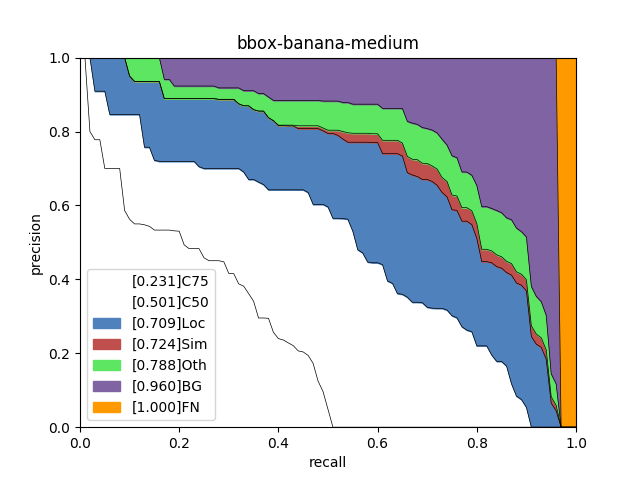 bbox-banana-medium
1.0
0.8
0.6
0.4
0.2
0.0
precision
[0.231]C75
[0.501]C50
[0.709]Loc
[0.724]Sim
[0.788]Oth
[0.960]BG
[1.000]FN
0.0 0.2 0.4 0.6 0.8 1.0
recall